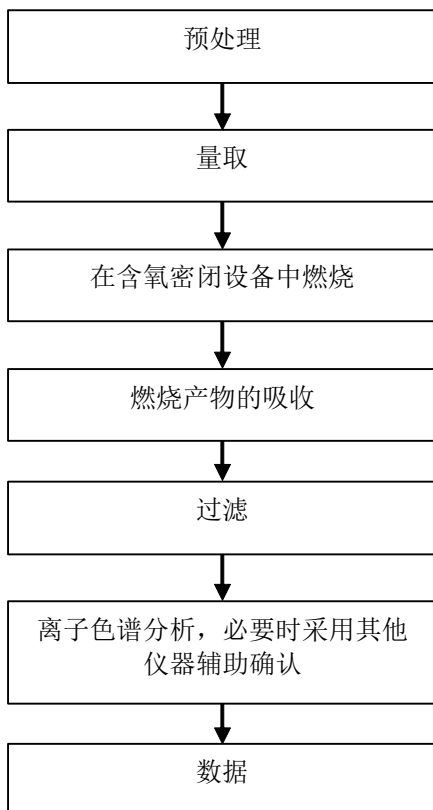 预处理
量取
在含氧密闭设备中燃烧
燃烧产物的吸收
过滤
离子色谱分析，必要时采用其他
仪器辅助确认
数据